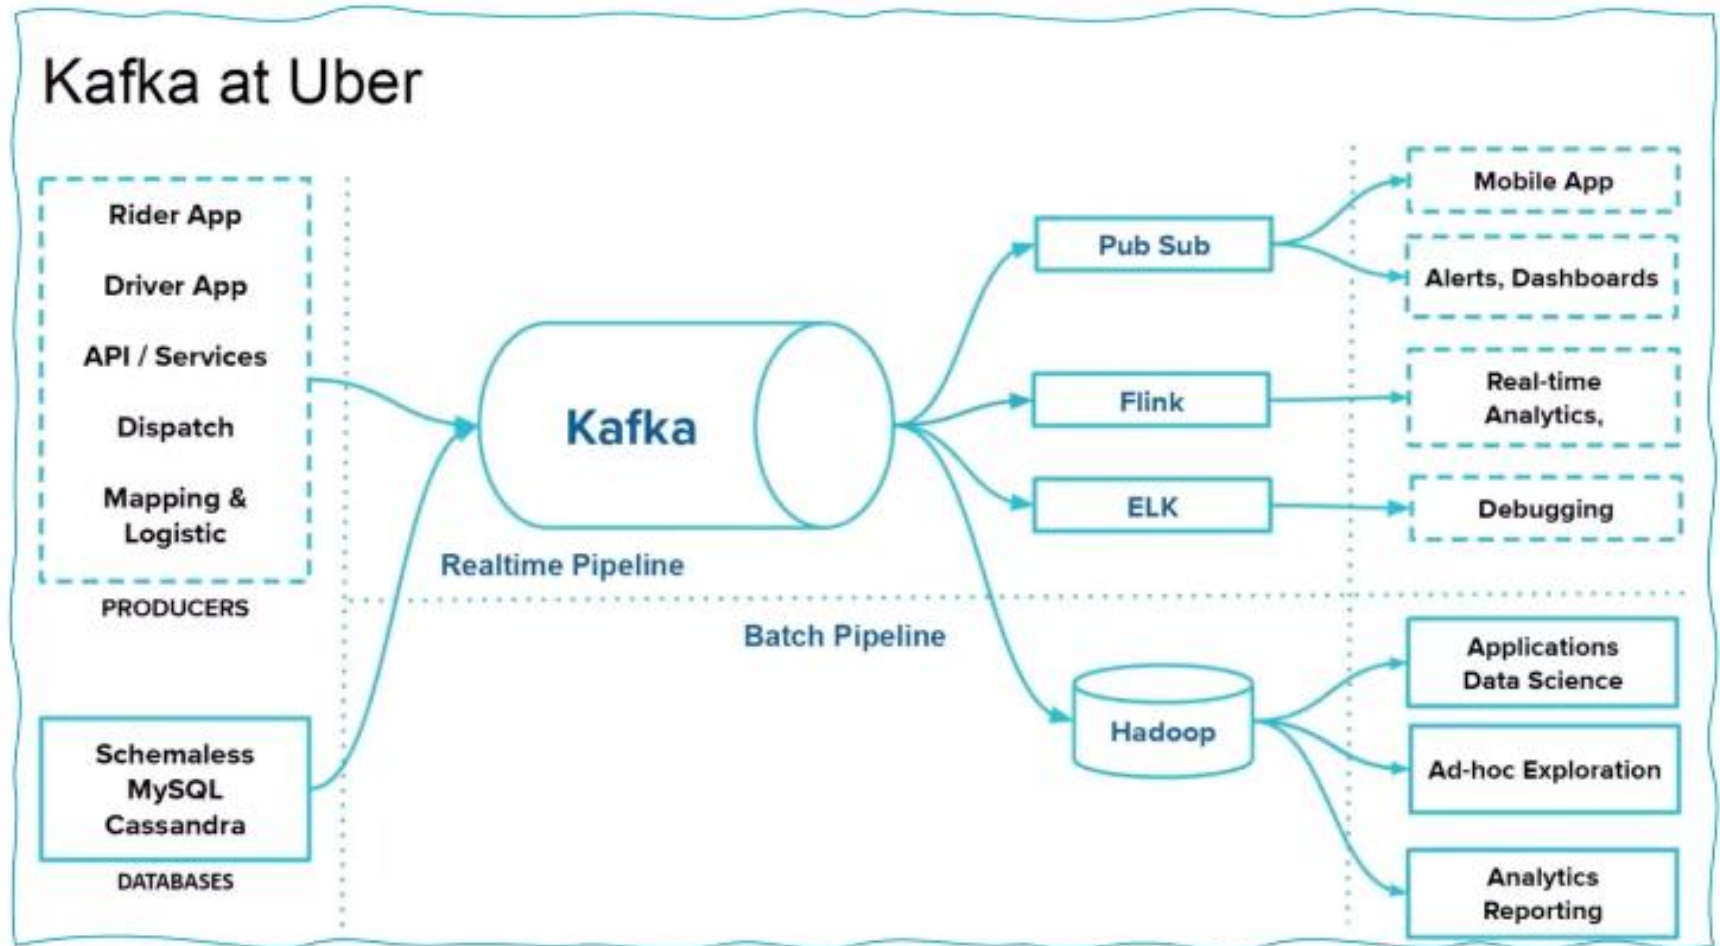 Kafka at Uber
Rider App
Driver App
API / Services
Dispatch
Mapping &
Logistic
PRODUCERS
Schemaless
MySQL
Cassandra
DATABASES
Kafka
Realtime Pipeline
Batch Pipeline
Pub Sub
Flink
ELK
Hadoop
Mobile App
Alerts, Dashboards
Real-time
Analytics,
Debugging
Applications
Data Science
Ad-hoc Exploration
Analytics
Reporting